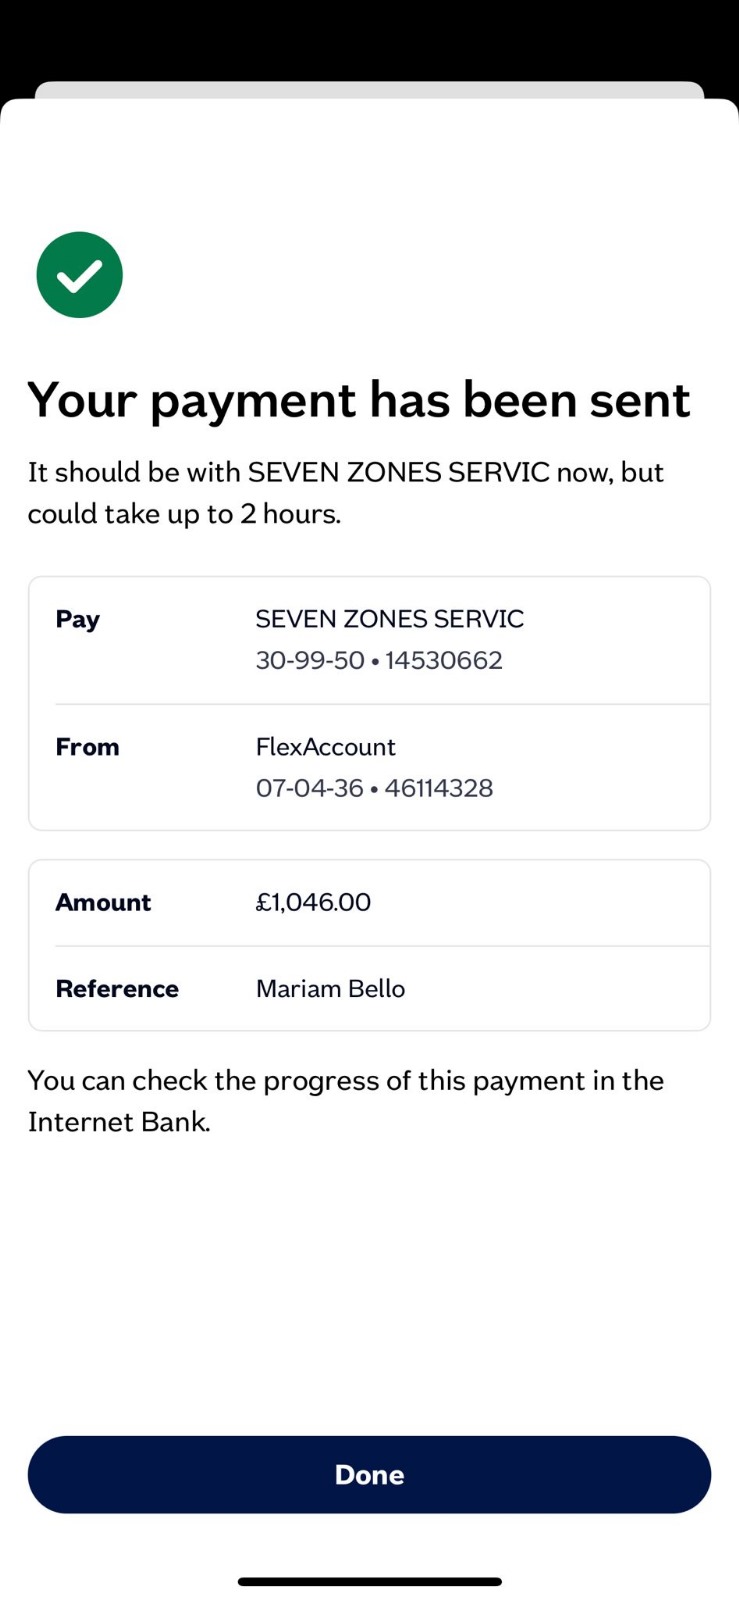 Your payment has been sent
It should be with SEVEN ZONES SERVIC now, but
could take up to 2 hours.
Pay SEVEN ZONES SERVIC
30-99-50 • 14530662
From FlexAccount
07-04-36 • 46114328
Amount £1,046.00
Reference Mariam Bello
You can check the progress of this payment in the
Internet Bank.
Done